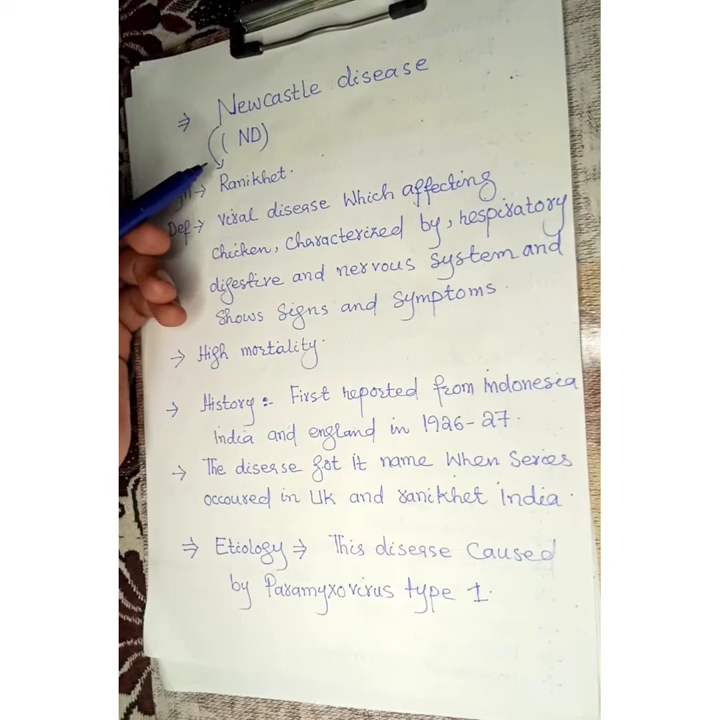 ⇒ Newcastle disease
( ND)
→ Ranikhet.
Def → viral disease Which affecting
chicken, characterized by, respiratory
digestive and nervous system and
shows signs and symptoms.
→ High mortality.
→ History :- First reported from indonesia
india and england in 1926-27.
→ The disease got it name When Series
occoured in UK and ranikhet india.
⇒ Etiology ⇒ This disease caused
by Paramyxovirus type 1.